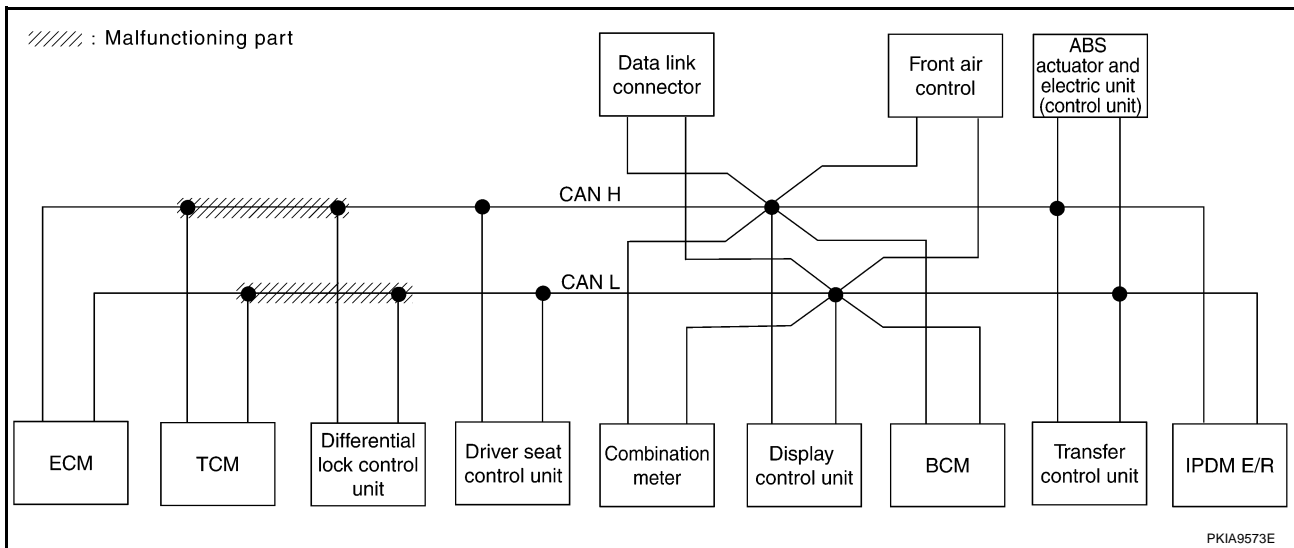 : Malfunctioning part
Data link
connector
Front air
control
ABS
actuator and
electric unit
(control unit)
CAN H
CAN L
ECM
TCM
Differential
lock control
unit
Driver seat
control unit
Combination
meter
Display
control unit
BCM
Transfer
control unit
IPDM E/R
PKIA9573E